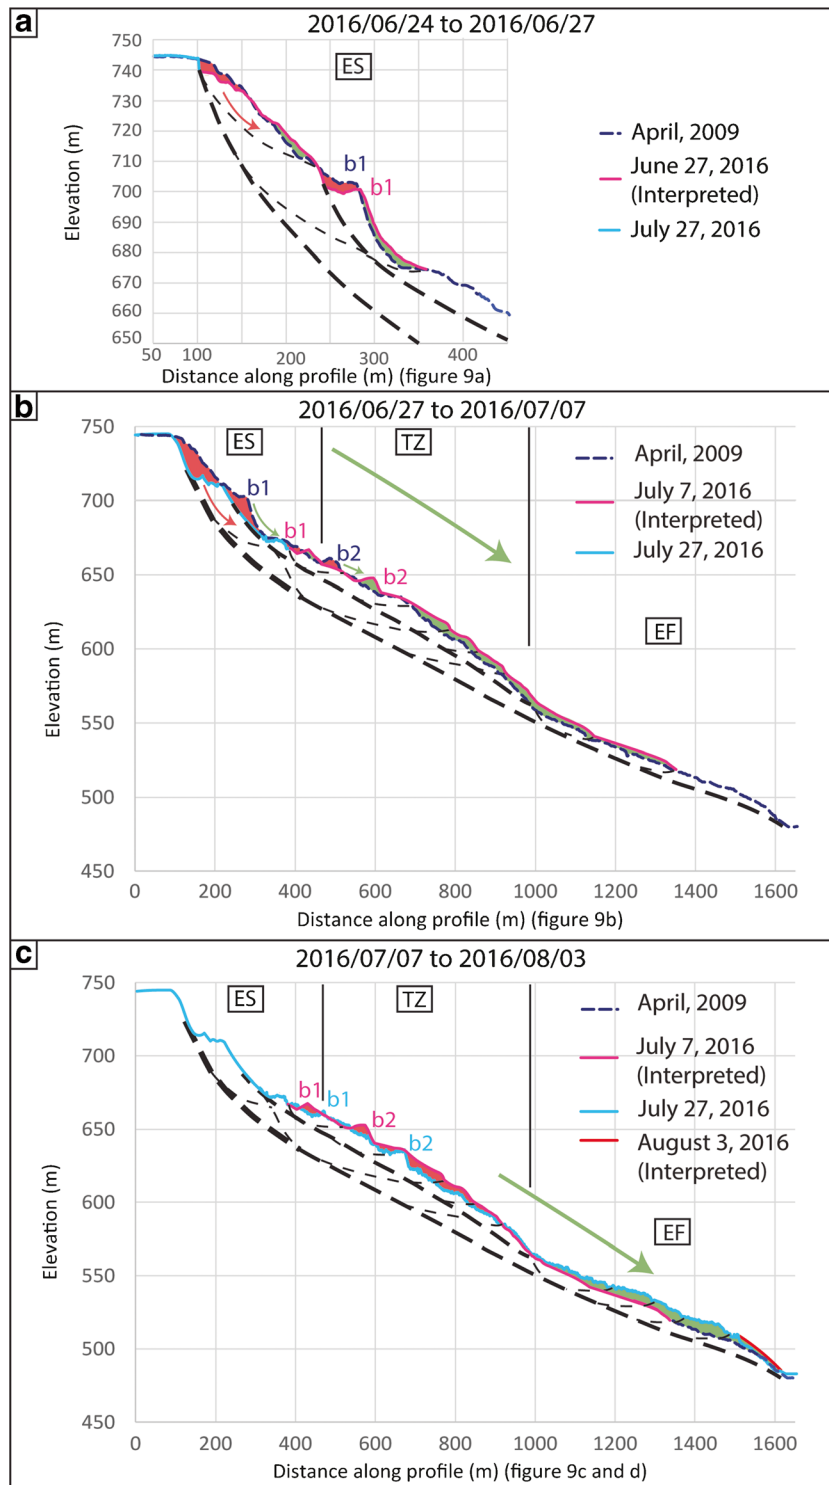 a
2016/06/24 to 2016/06/27
750
740
730
720
710
700
690
680
670
660
650
Elevation (m)
ES
b1
b1
April, 2009
June 27, 2016
(Interpreted)
July 27, 2016
50 100 200 300 400
Distance along profile (m) (figure 9a)
b
2016/06/27 to 2016/07/07
750
700
650
600
550
500
450
Elevation (m)
ES
TZ
EF
b1
b1
b2
b2
April, 2009
July 7, 2016
(Interpreted)
July 27, 2016
0 200 400 600 800 1000 1200 1400 1600
Distance along profile (m) (figure 9b)
c
2016/07/07 to 2016/08/03
750
700
650
600
550
500
450
Elevation (m)
ES
TZ
EF
b1
b1
b2
b2
April, 2009
July 7, 2016
(Interpreted)
July 27, 2016
August 3, 2016
(Interpreted)
0 200 400 600 800 1000 1200 1400 1600
Distance along profile (m) (figure 9c and d)